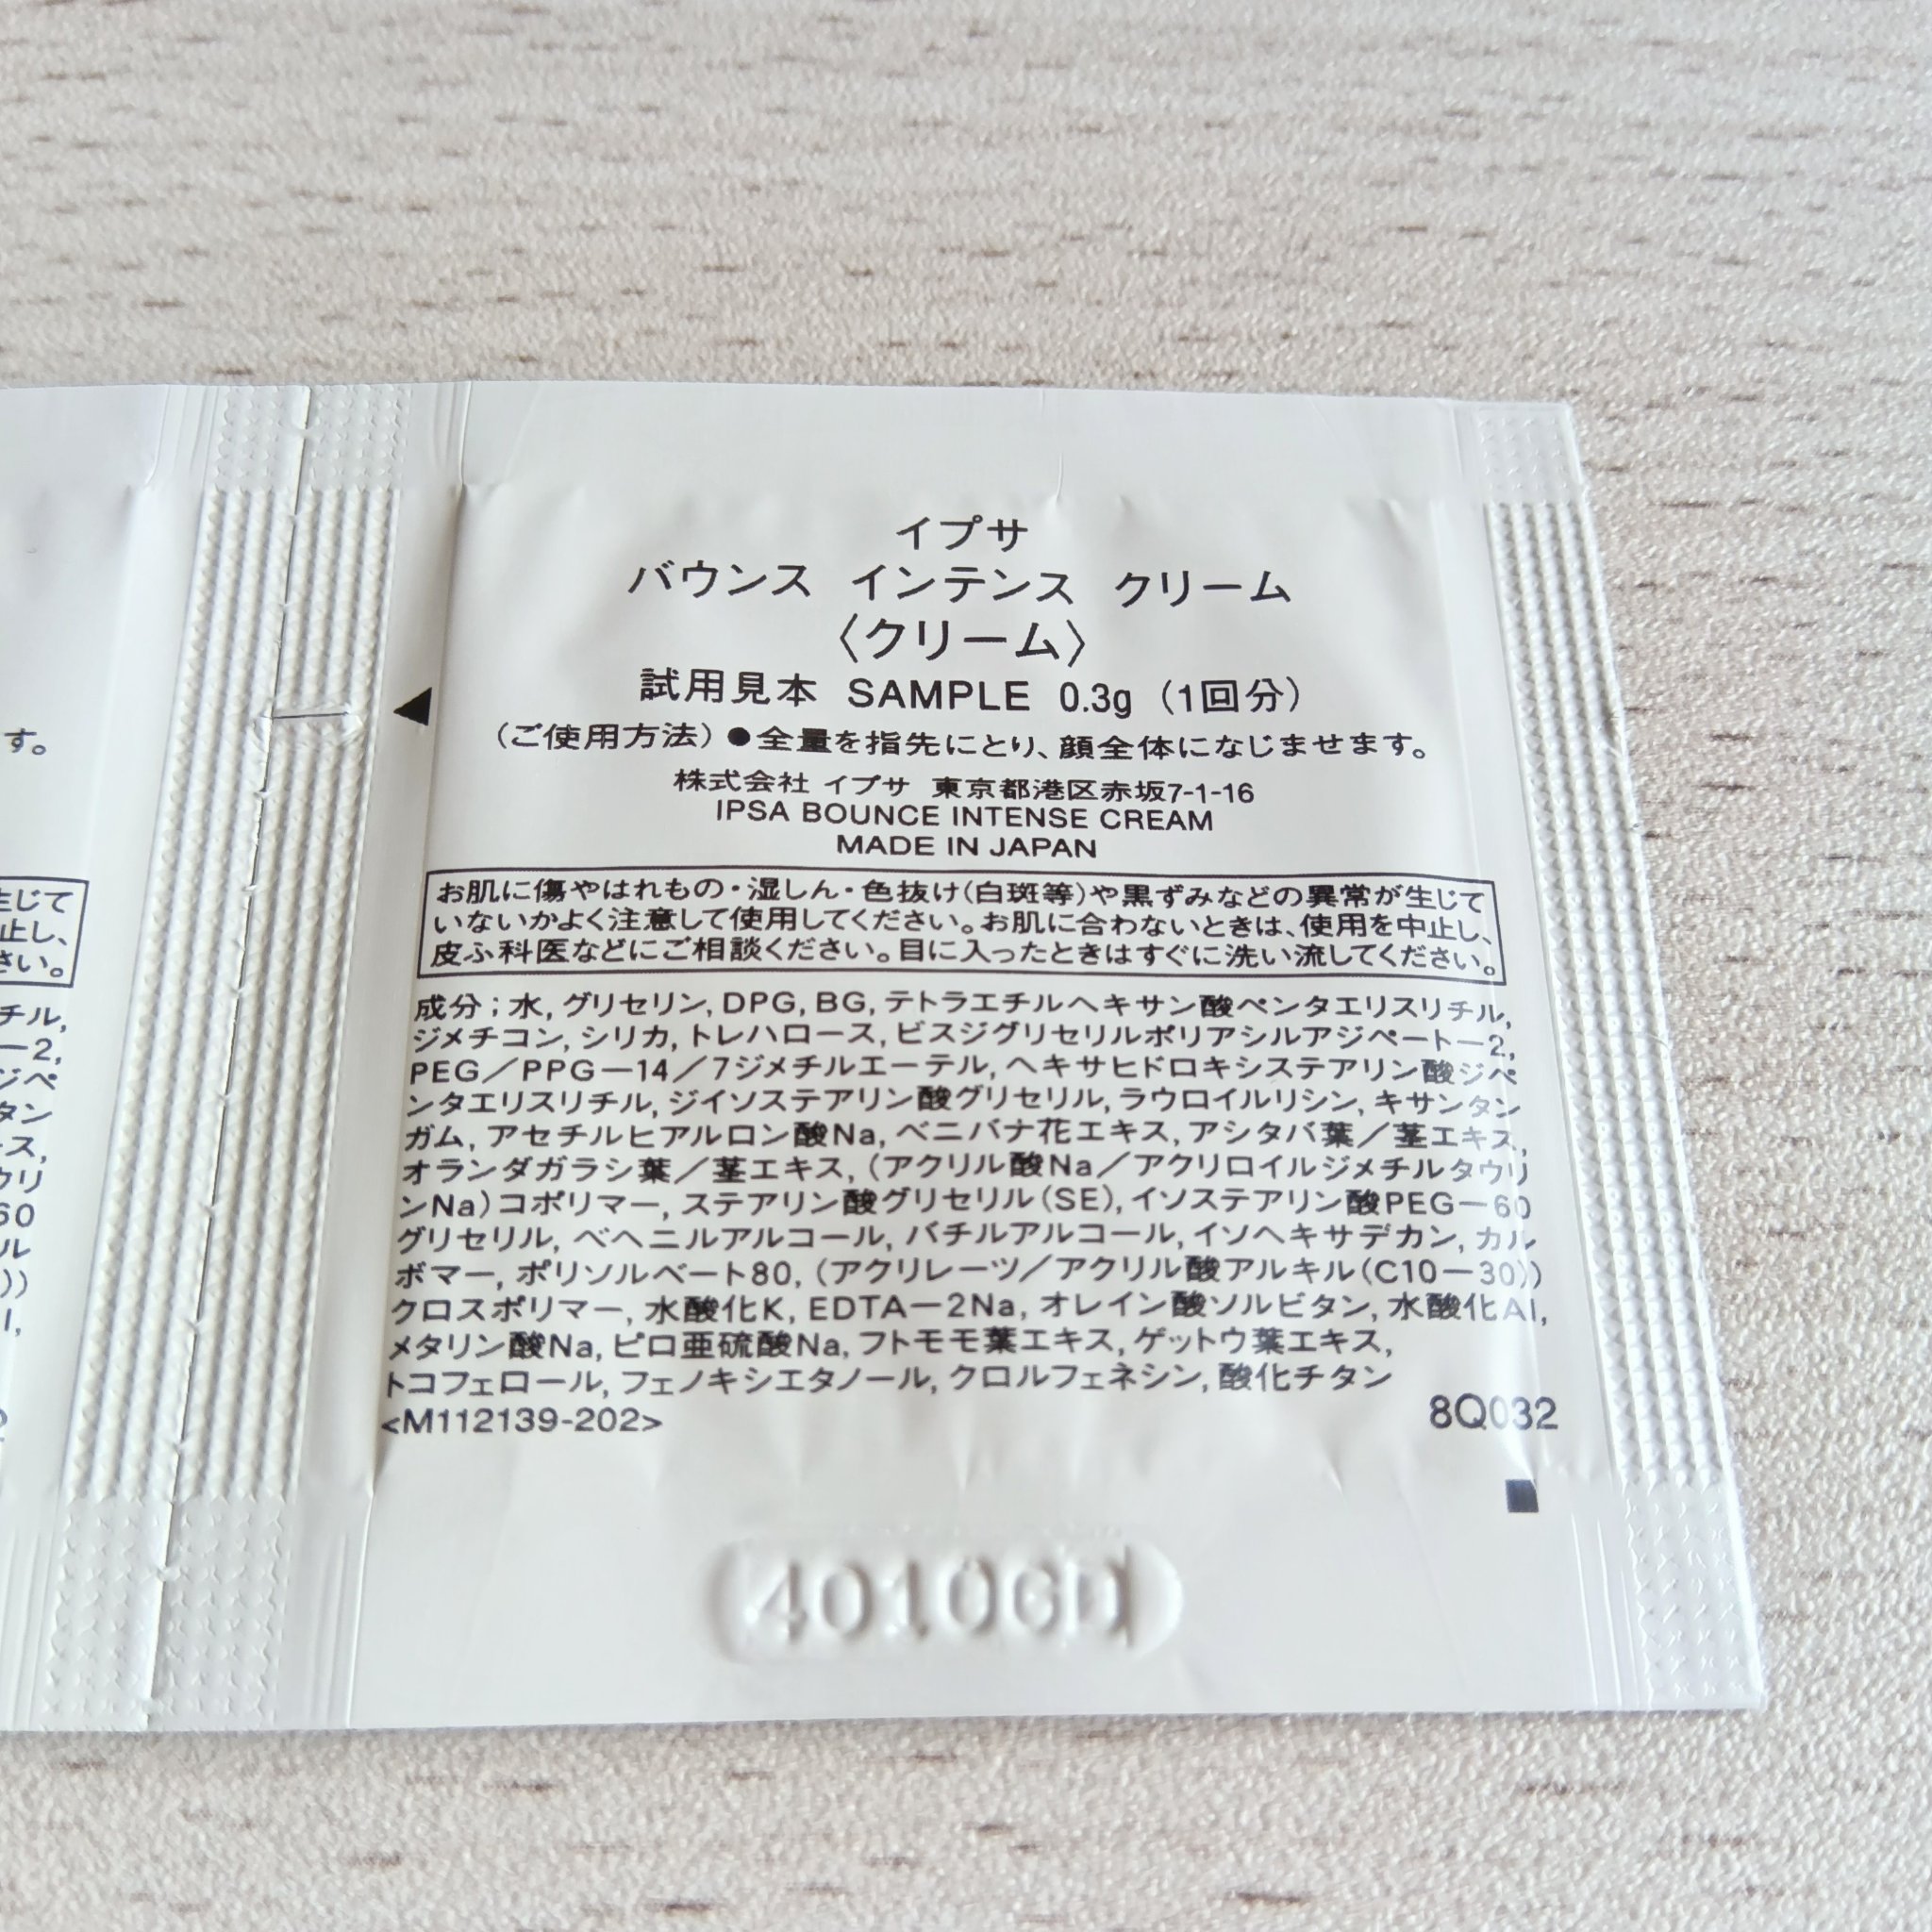 す。
生じて
止し、
さい。
チル,
ー2,
ジペ
タン
ース,
ウリ
60
ル
))
l,
イプサ
バウンス インテンス クリーム
〈クリーム〉
試用見本 SAMPLE 0.3g (1回分)
(ご使用方法)●全量を指先にとり、顔全体になじませます。
株式会社 イプサ 東京都港区赤坂7-1-16
IPSA BOUNCE INTENSE CREAM
MADE IN JAPAN
お肌に傷やはれもの・湿しん・色抜け(白斑等)や黒ずみなどの異常が生じて
いないかよく注意して使用してください。お肌に合わないときは、使用を中止し、
皮ふ科医などにご相談ください。目に入ったときはすぐに洗い流してください。
成分;水, グリセリン, DPG, BG, テトラエチルヘキサン酸ペンタエリスリチル,
ジメチコン, シリカ, トレハロース, ビスジグリセリルポリアシルアジペートー2,
PEG/PPG-14/7ジメチルエーテル, ヘキサヒドロキシステアリン酸ジペ
ンタエリスリチル, ジイソステアリン酸グリセリル, ラウロイルリシン, キサンタン
ガム, アセチルヒアルロン酸Na, ベニバナ花エキス, アシタバ葉/茎エキス,
オランダガラシ葉/茎エキス, (アクリル酸Na/アクリロイルジメチルタウリ
ンNa)コポリマー, ステアリン酸グリセリル(SE), イソステアリン酸PEG-60
グリセリル, ベヘニルアルコール, バチルアルコール, イソヘキサデカン, カル
ボマー, ポリソルベート80, (アクリレーツ/アクリル酸アルキル(C10-30))
クロスポリマー, 水酸化K, EDTA-2Na, オレイン酸ソルビタン, 水酸化Al,
メタリン酸Na, ピロ亜硫酸Na, フトモモ葉エキス, ゲットウ葉エキス,
トコフェロール, フェノキシエタノール, クロルフェネシン, 酸化チタン
<M112139-202> 8Q032
40106D